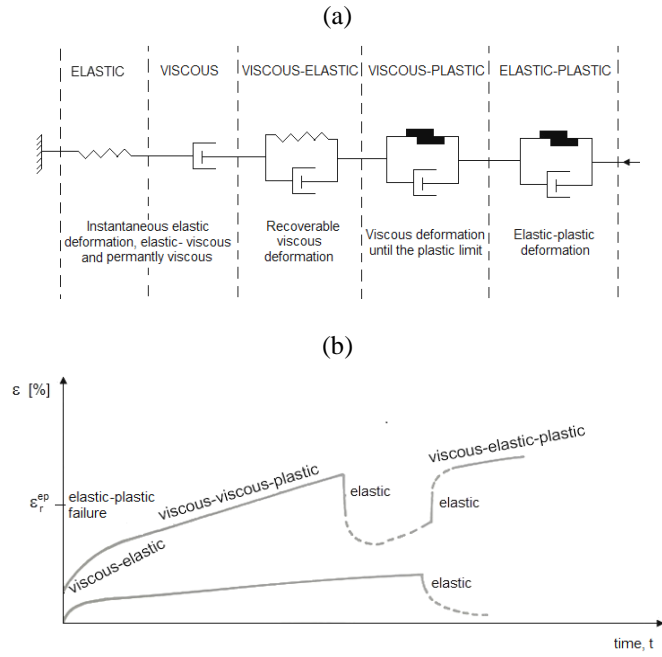 (a)
ELASTIC VISCOUS VISCOUS-ELASTIC VISCOUS-PLASTIC ELASTIC-PLASTIC
Instantaneous elastic
deformation, elastic- viscous
and permantly viscous
Recoverable
viscous
deformation
Viscous deformation
until the plastic limit
Elastic-plastic
deformation
(b)
ε [%]
viscous-elastic-plastic
viscous-viscous-plastic
elastic
εr^ep
elastic-plastic
failure
elastic
viscous-elastic
elastic
time, t